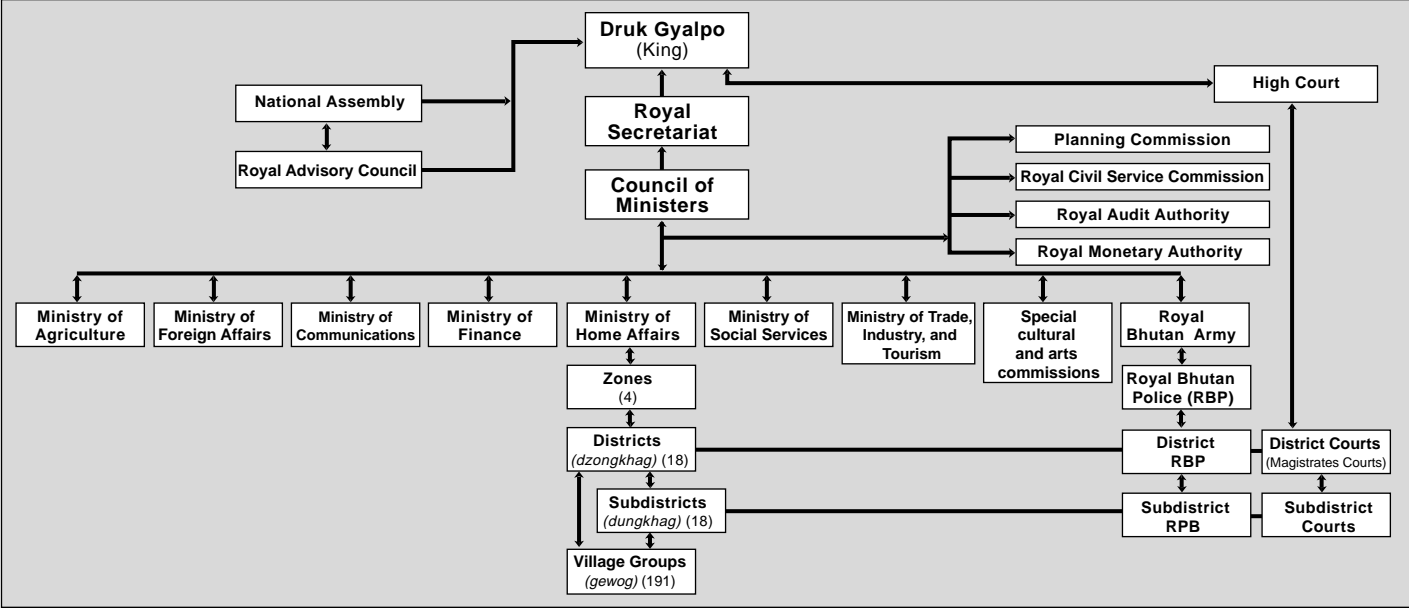 Druk Gyalpo
(King)
National Assembly
High Court
Royal
Secretariat
Planning Commission
Royal Advisory Council
Royal Civil Service Commission
Council of
Ministers
Royal Audit Authority
Royal Monetary Authority
Ministry of
Agriculture
Ministry of
Foreign Affairs
Ministry of
Communications
Ministry of
Finance
Ministry of
Home Affairs
Ministry of
Social Services
Ministry of Trade,
Industry, and
Tourism
Special
cultural
and arts
commissions
Royal
Bhutan Army
Zones
(4)
Royal Bhutan
Police (RBP)
Districts
(dzongkhag) (18)
District
RBP
District Courts
(Magistrates Courts)
Subdistricts
(dungkhag) (18)
Subdistrict
RPB
Subdistrict
Courts
Village Groups
(gewog) (191)